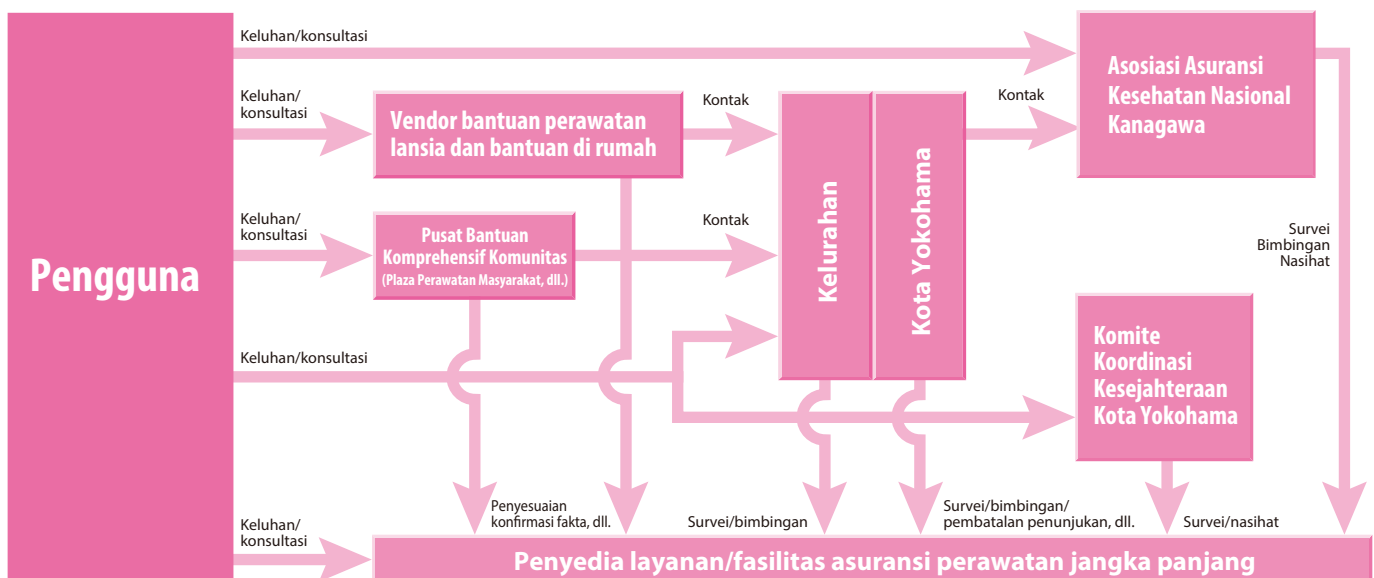 Pengguna
Keluhan/konsultasi
Asosiasi Asuransi
Kesehatan Nasional
Kanagawa
Keluhan/
konsultasi
Vendor bantuan perawatan
lansia dan bantuan di rumah
Kontak
Kelurahan
Kota Yokohama
Kontak
Keluhan/
konsultasi
Pusat Bantuan
Komprehensif Komunitas
(Plaza Perawatan Masyarakat, dll.)
Kontak
Survei
Bimbingan
Nasihat
Keluhan/konsultasi
Komite
Koordinasi
Kesejahteraan
Kota Yokohama
Penyesuaian
konfirmasi fakta, dll.
Survei/bimbingan
Survei/bimbingan/
pembatalan penunjukan, dll.
Survei/nasihat
Keluhan/
konsultasi
Penyedia layanan/fasilitas asuransi perawatan jangka panjang